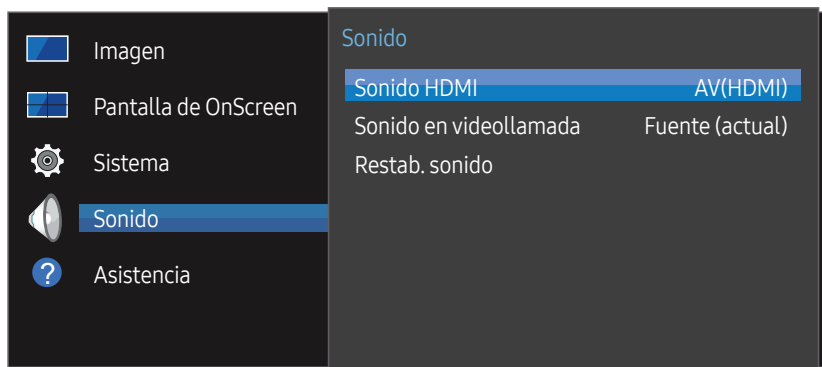 Imagen
Pantalla de OnScreen
Sistema
Sonido
?
Asistencia
Sonido
Sonido HDMI AV(HDMI)
Sonido en videollamada Fuente (actual)
Restab. sonido